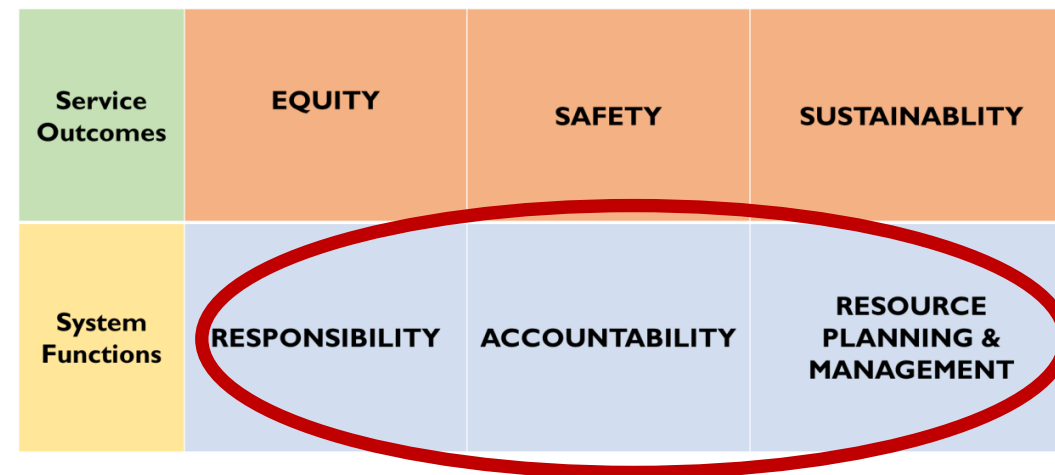 Service
Outcomes
EQUITY
SAFETY
SUSTAINABLITY
System
Functions
RESPONSIBILITY
ACCOUNTABILITY
RESOURCE
PLANNING &
MANAGEMENT